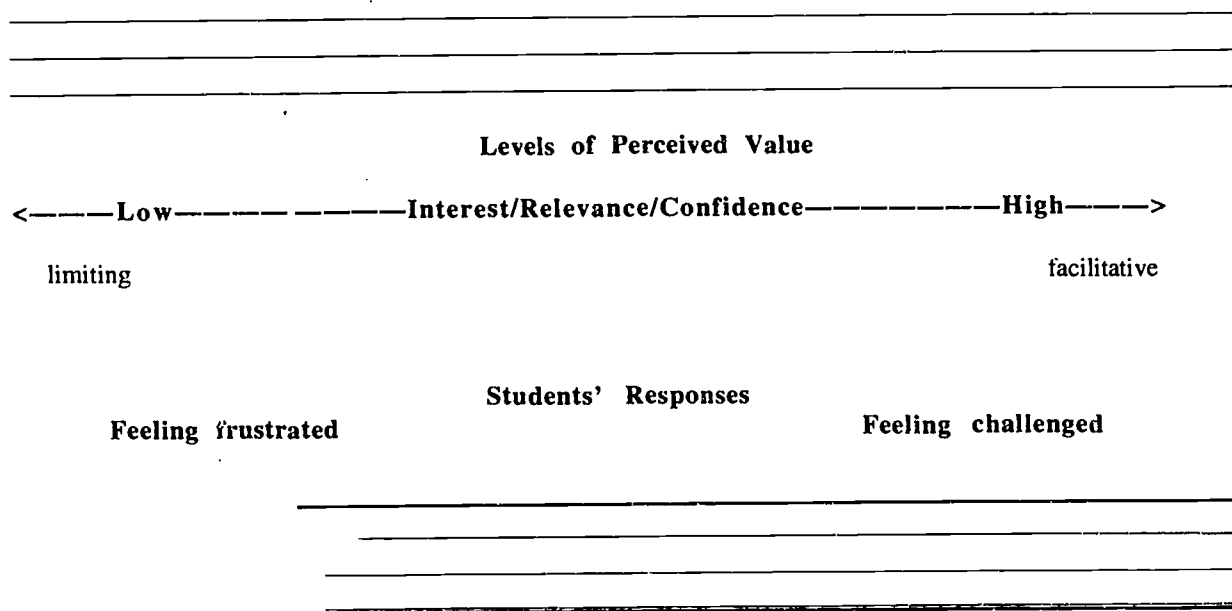 Levels of Perceived Value
<———Low—————————Interest/Relevance/Confidence———————High———>
limiting facilitative
Students' Responses
Feeling frustrated Feeling challenged